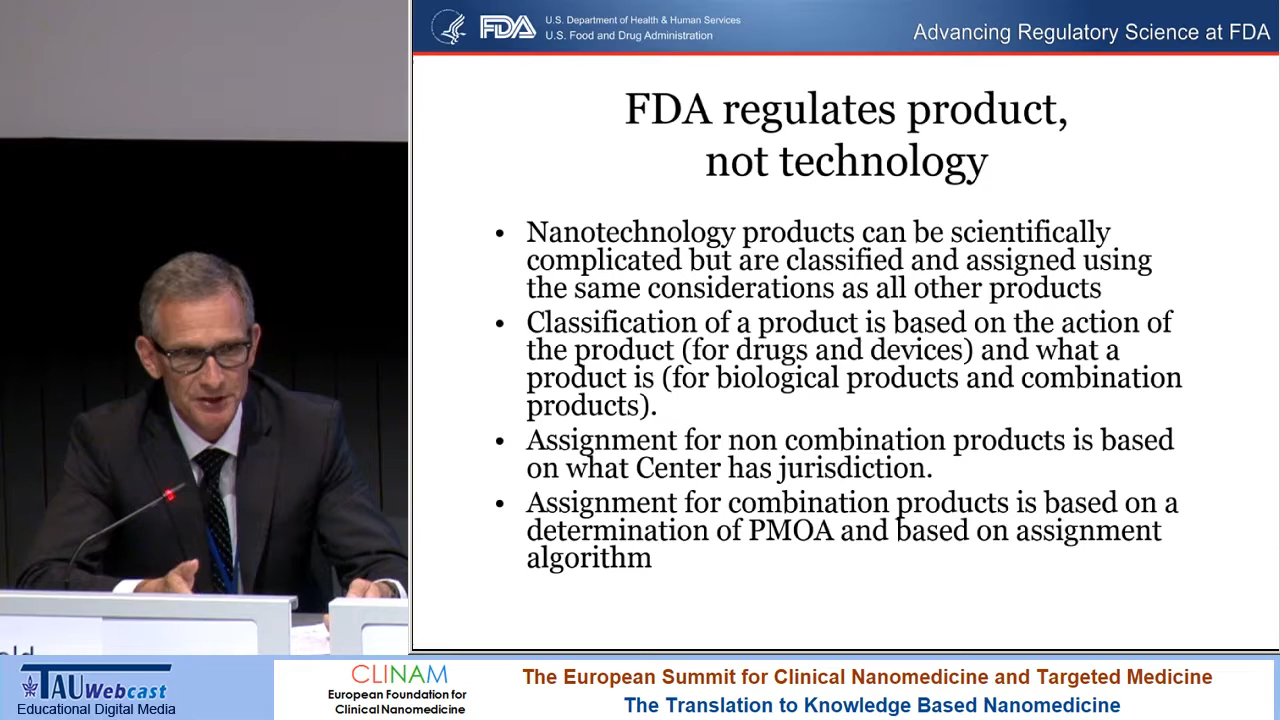 U.S. Department of Health & Human Services
FDA U.S. Food and Drug Administration
Advancing Regulatory Science at FDA
FDA regulates product,
not technology
• Nanotechnology products can be scientifically
complicated but are classified and assigned using
the same considerations as all other products
• Classification of a product is based on the action of
the product (for drugs and devices) and what a
product is (for biological products and combination
products).
• Assignment for non combination products is based
on what Center has jurisdiction.
• Assignment for combination products is based on a
determination of PMOA and based on assignment
algorithm
TAU Webcast
Educational Digital Media
CLINAM
European Foundation for
Clinical Nanomedicine
The European Summit for Clinical Nanomedicine and Targeted Medicine
The Translation to Knowledge Based Nanomedicine